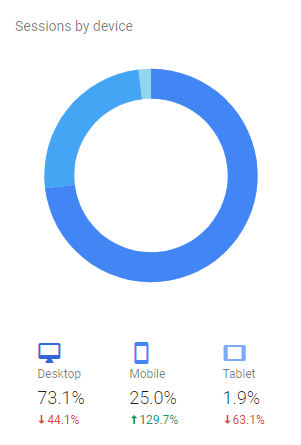 Sessions by device
Desktop Mobile Tablet
73.1% 25.0% 1.9%
↓44.1% ↑129.7% ↓63.1%